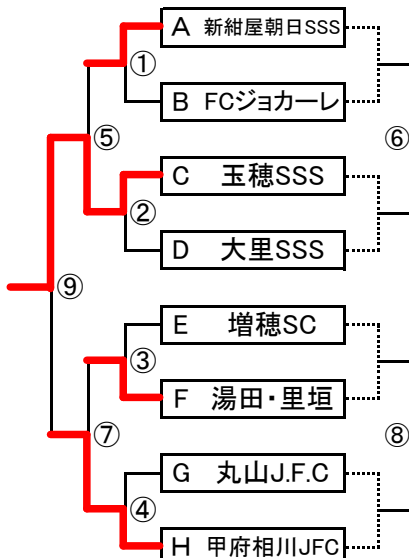 A 新紺屋朝日SSS
①
B FCジョカーレ
⑤
⑥
C 玉穂SSS
②
D 大里SSS
⑨
E 増穂SC
③
F 湯田・里垣
⑦
⑧
G 丸山J.F.C
④
H 甲府相川JFC